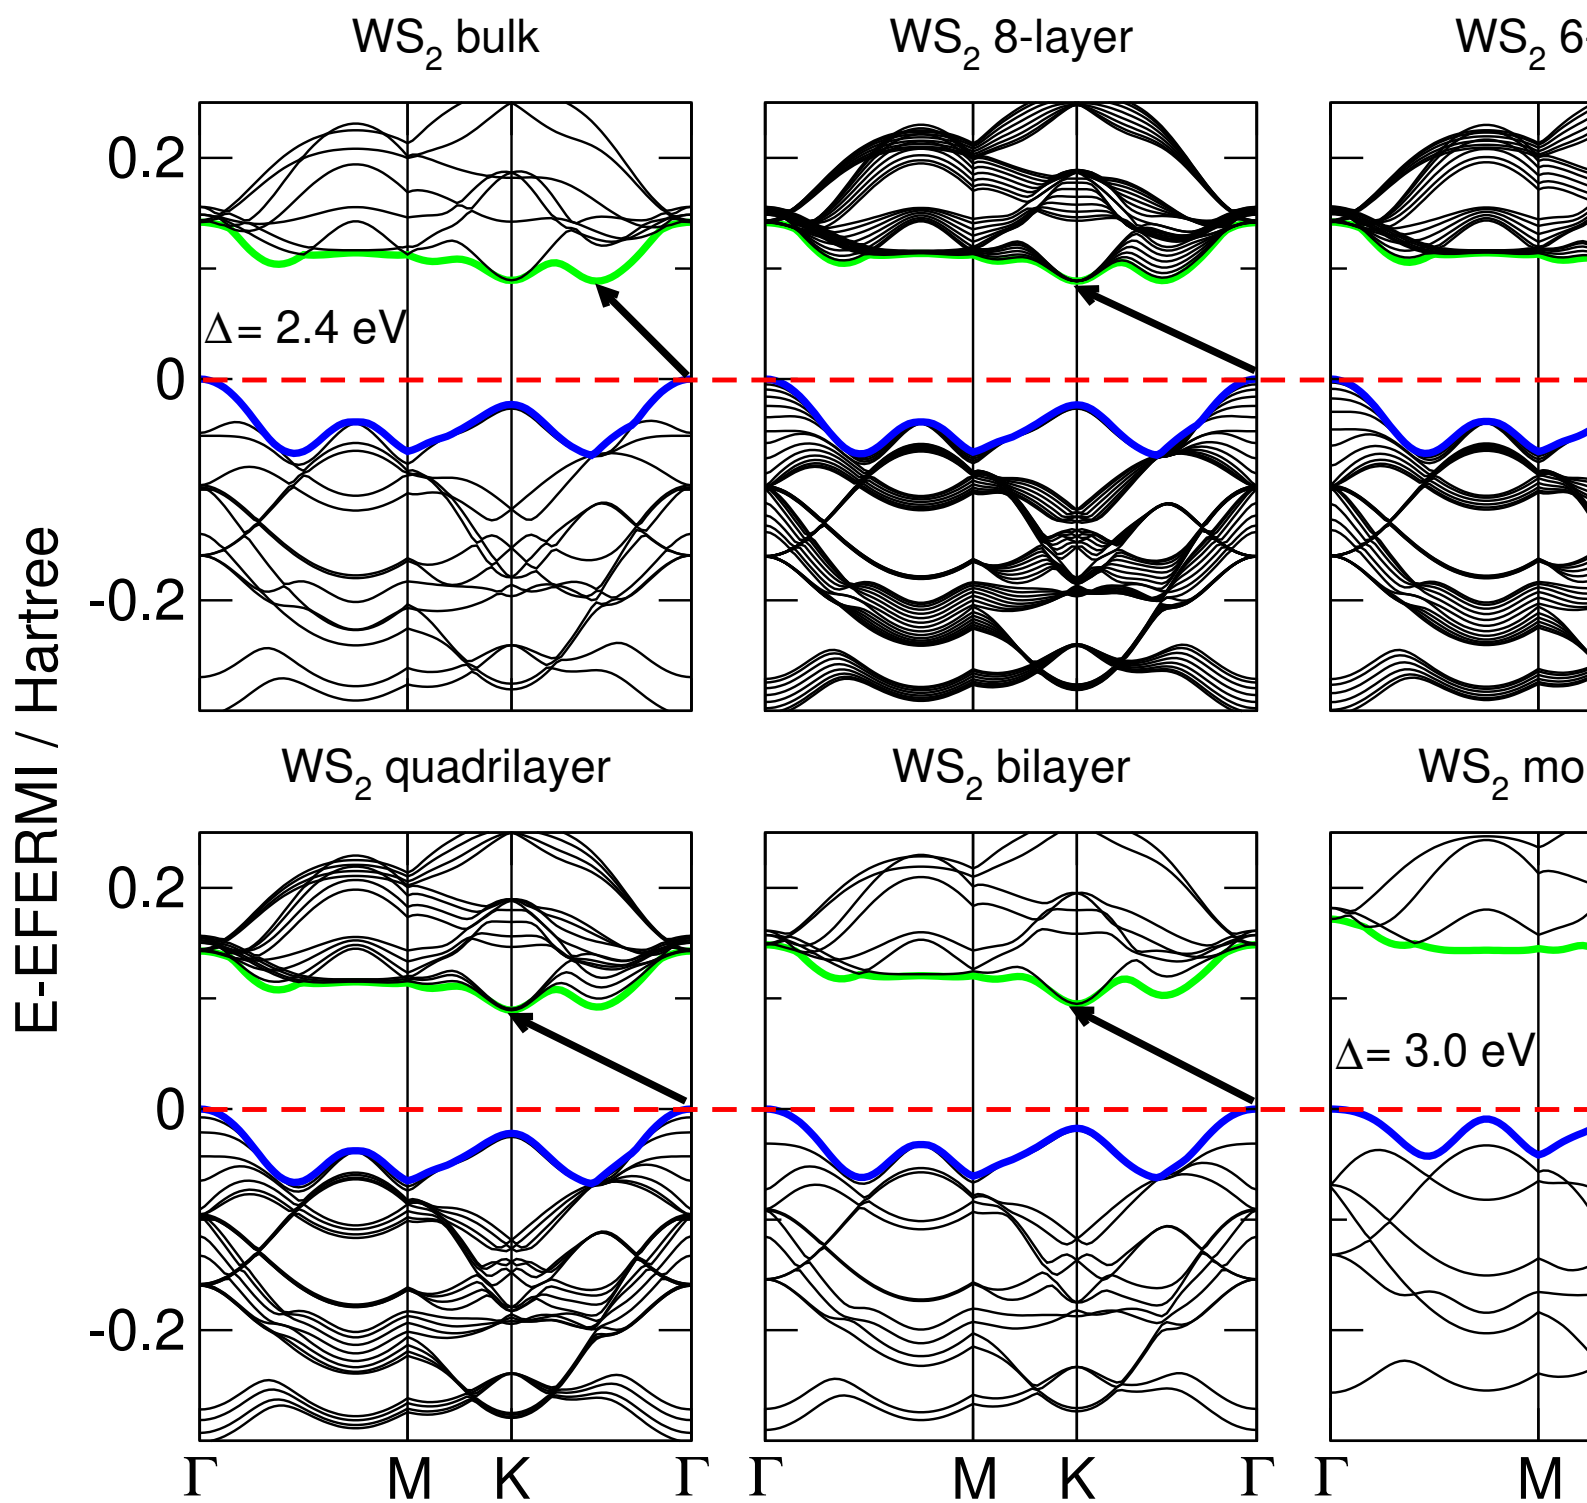 WS2 bulk
WS2 8-layer
WS2 6-
0.2
0
-0.2
Δ= 2.4 eV
E-EFERMI / Hartree
WS2 quadrilayer
WS2 bilayer
WS2 mo
0.2
0
-0.2
Δ= 3.0 eV
Γ M K Γ Γ M K Γ Γ M